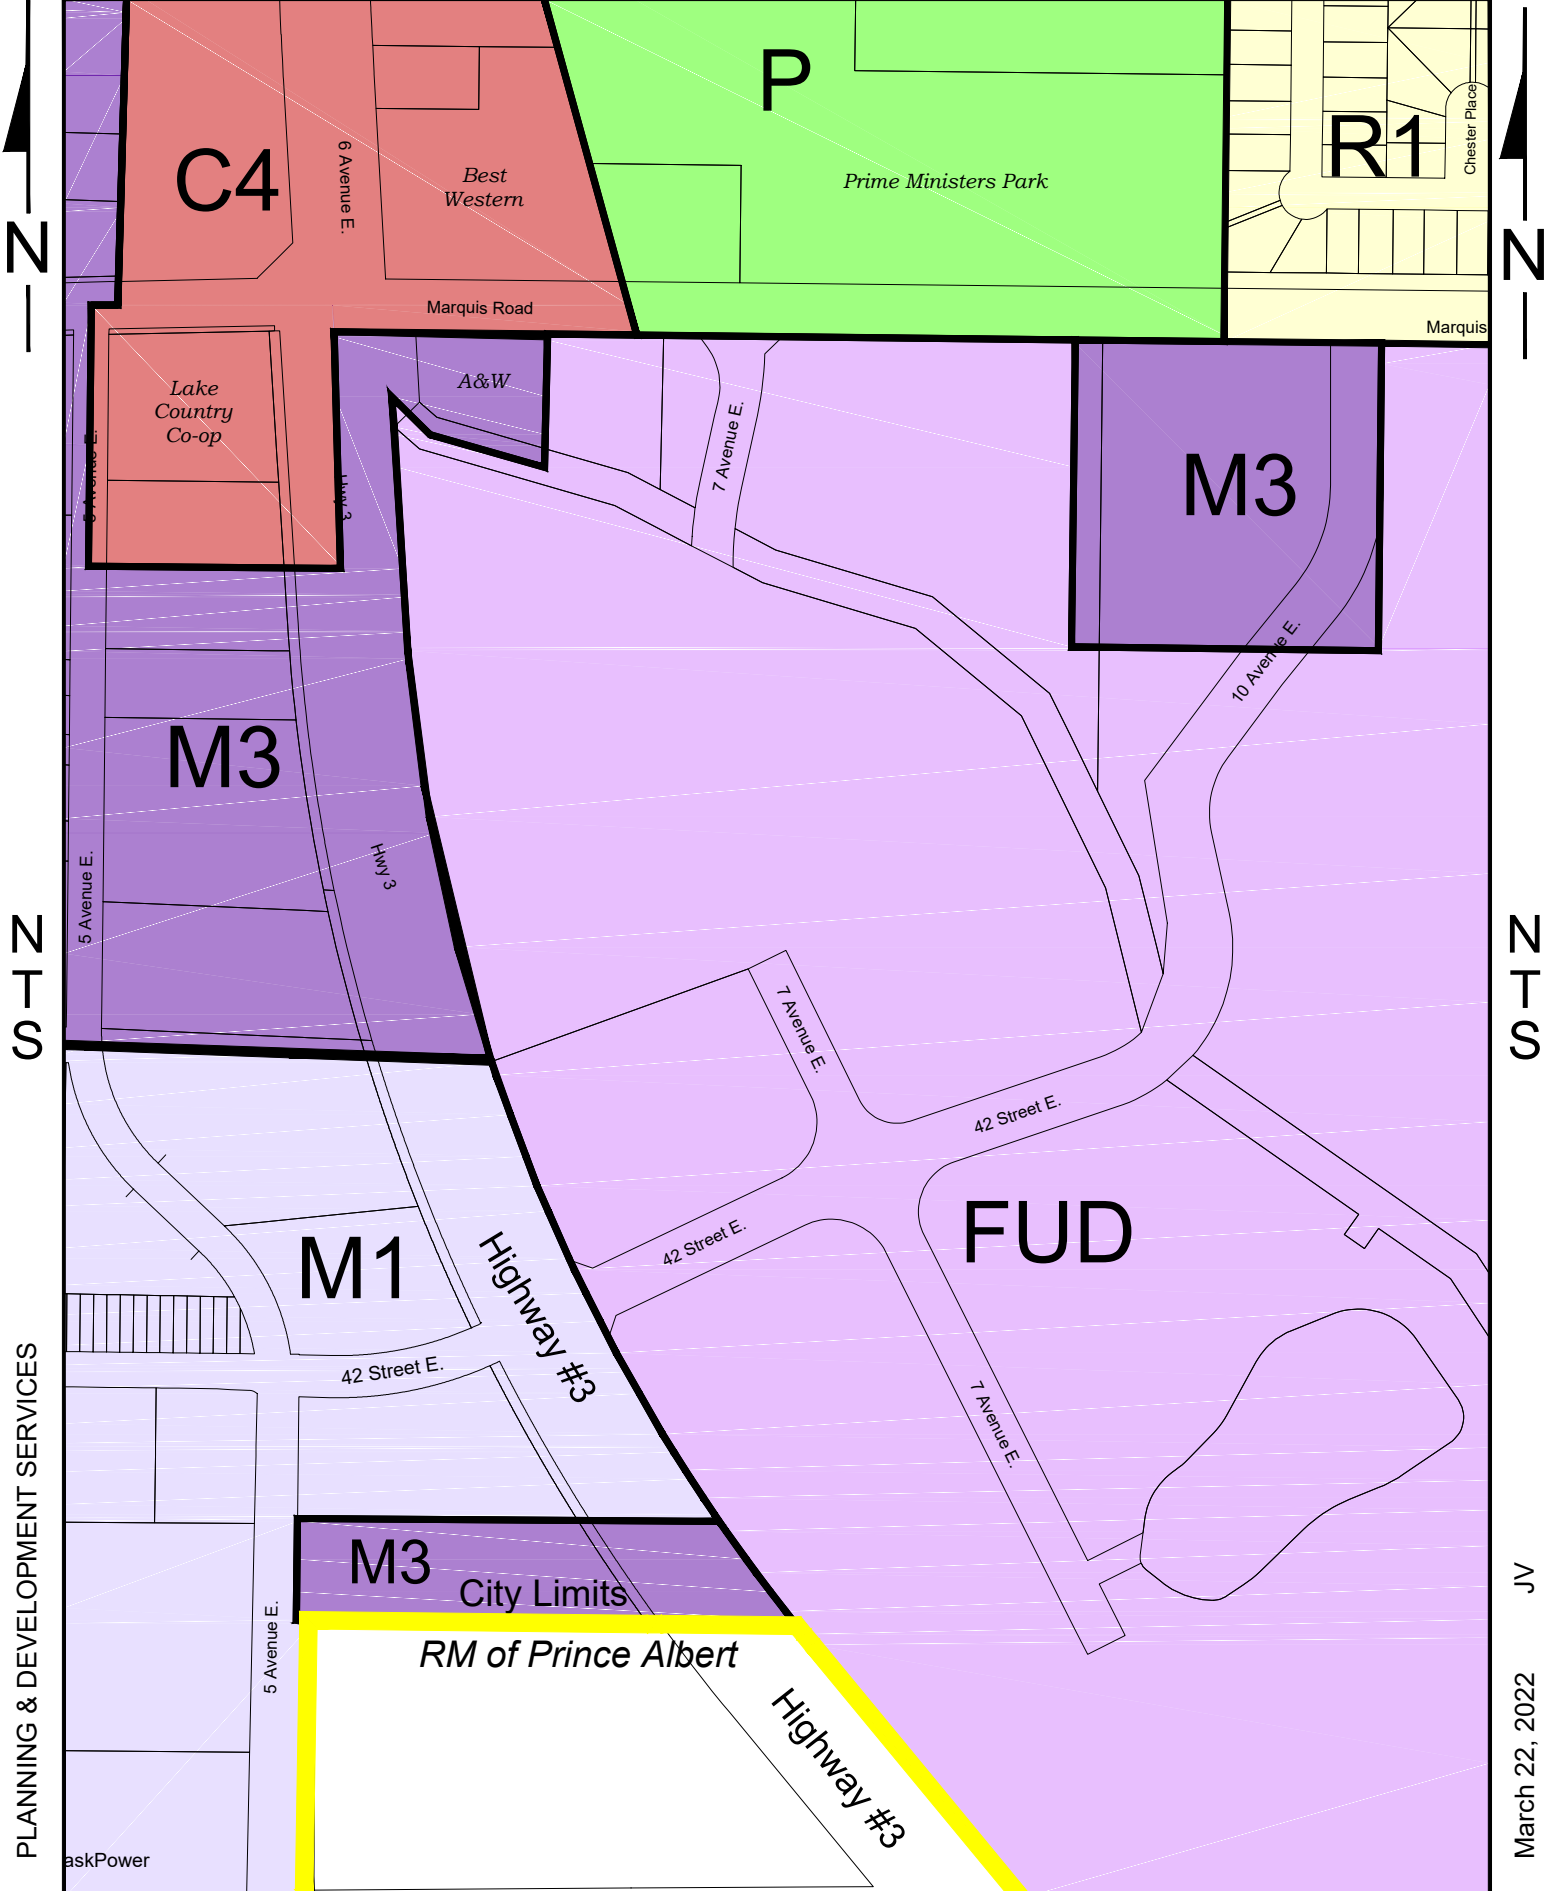 P
R1
Chester Place
C4
6 Avenue E.
Best
Western
Prime Ministers Park
N
N
Marquis Road
Marquis
Lake
Country
Co-op
A&W
5 Avenue E.
Hwy 3
7 Avenue E.
M3
10 Avenue E.
M3
Hwy 3
5 Avenue E.
N
T
S
N
T
S
7 Avenue E.
42 Street E.
FUD
42 Street E.
M1
Highway #3
42 Street E.
7 Avenue E.
M3
City Limits
RM of Prince Albert
5 Avenue E.
Highway #3
askPower
PLANNING & DEVELOPMENT SERVICES
JV
March 22, 2022